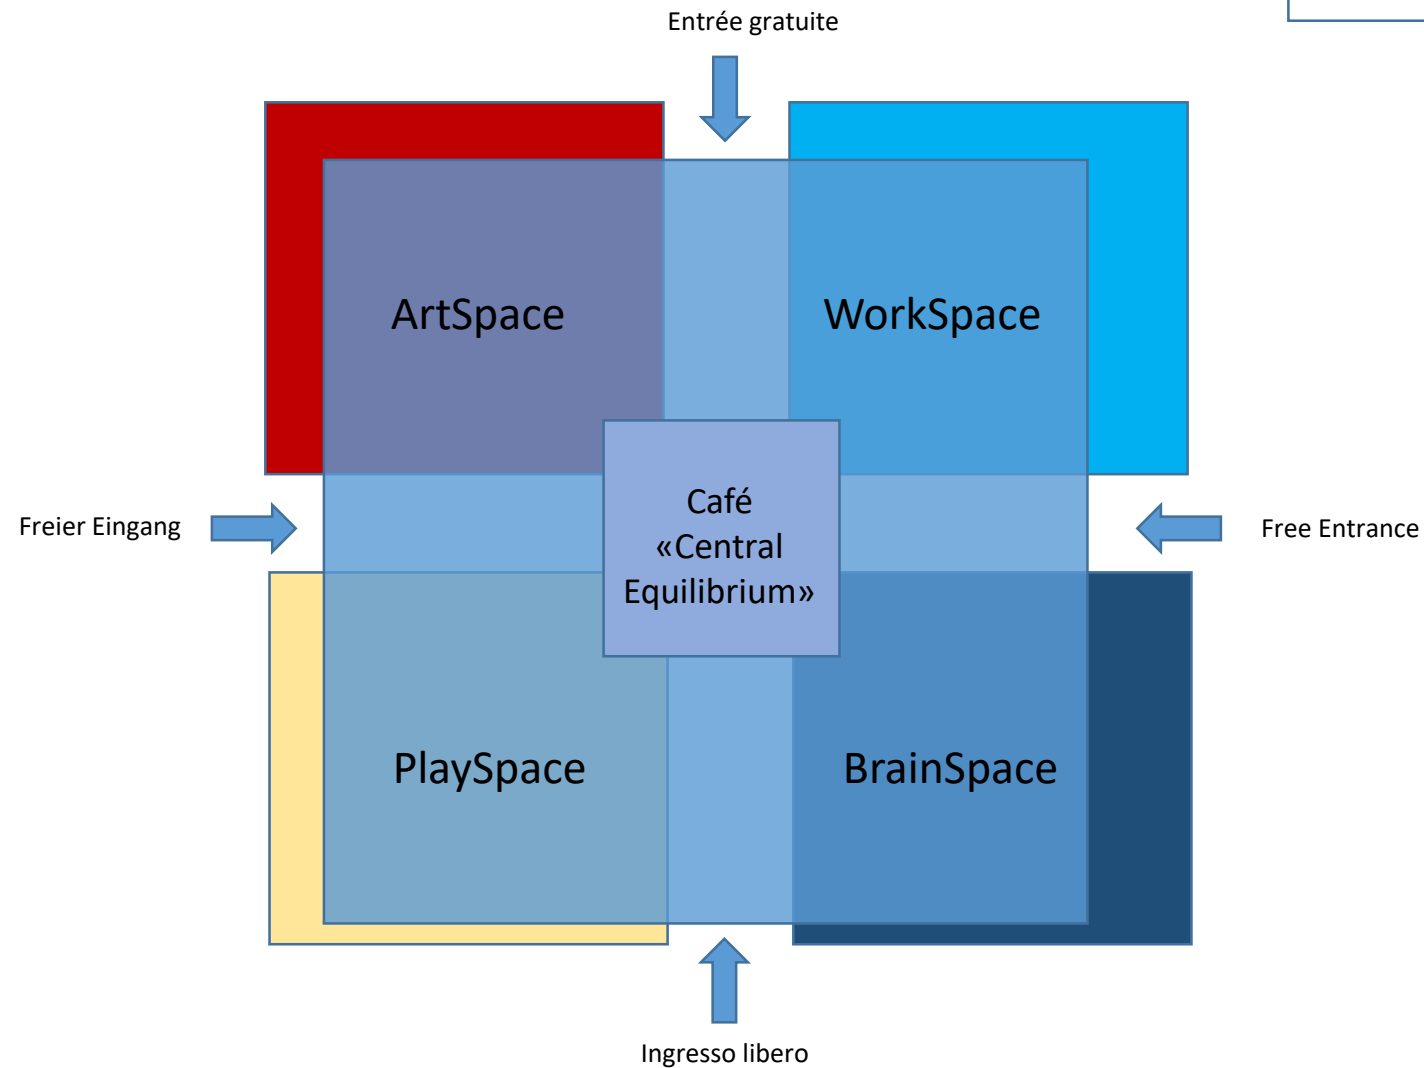 Entrée gratuite
ArtSpace
WorkSpace
Café
«Central
Equilibrium»
Freier Eingang
Free Entrance
PlaySpace
BrainSpace
Ingresso libero